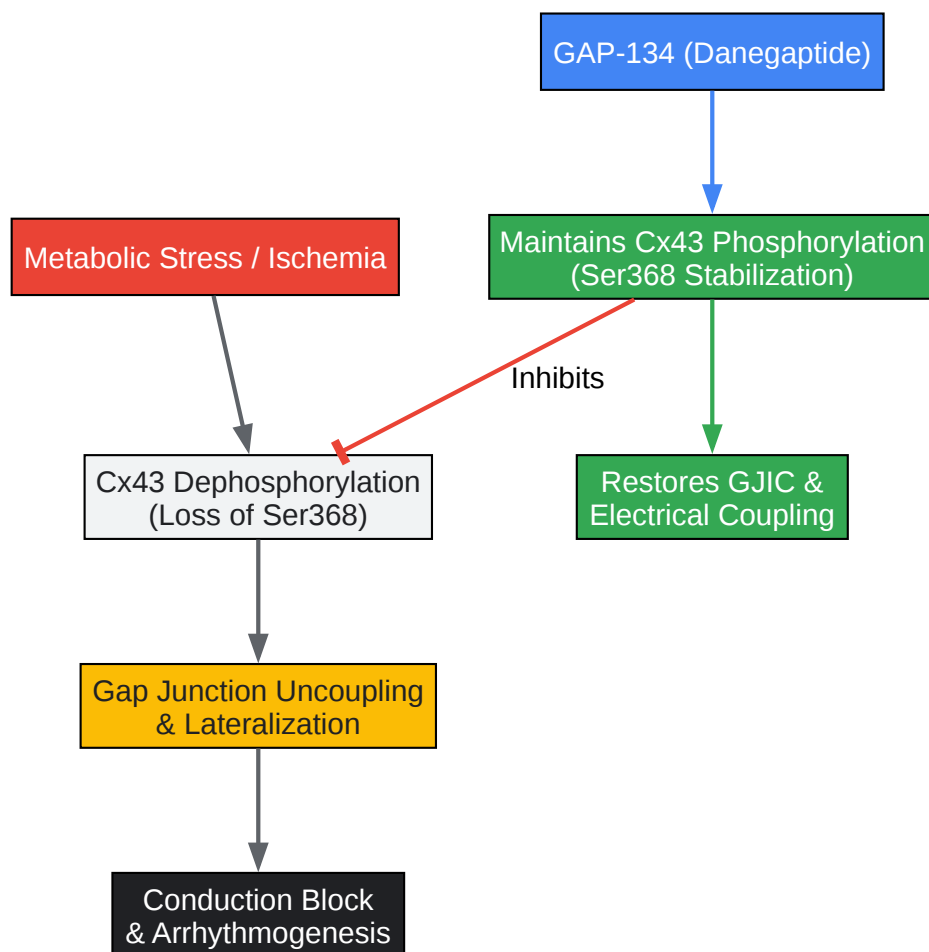 GAP-134 (Danegaptide)
Metabolic Stress / Ischemia
Maintains Cx43 Phosphorylation
(Ser368 Stabilization)
Inhibits
Cx43 Dephosphorylation
(Loss of Ser368)
Restores GJIC &
Electrical Coupling
Gap Junction Uncoupling
& Lateralization
Conduction Block
& Arrhythmogenesis